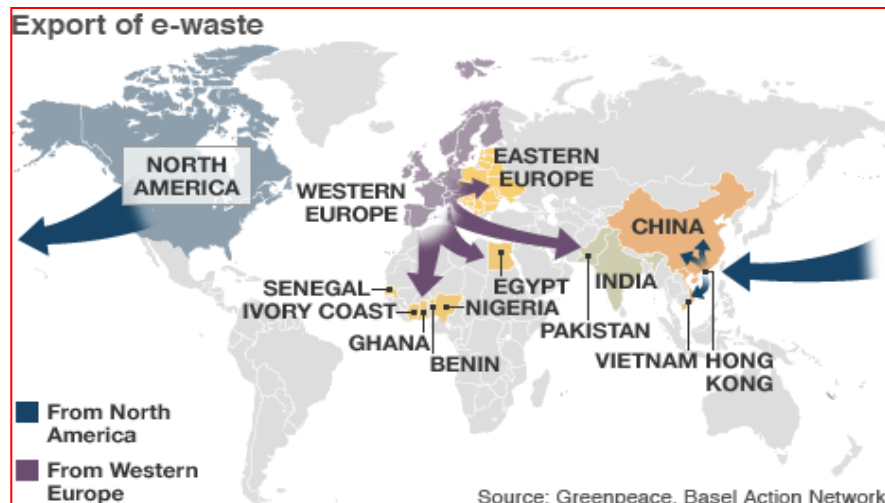 Export of e-waste
NORTH
AMERICA
WESTERN
EUROPE
EASTERN
EUROPE
CHINA
INDIA
SENEGAL
IVORY COAST
GHANA
BENIN
NIGERIA
EGYPT
PAKISTAN
VIETNAM
HONG
KONG
From North
America
From Western
Europe
Source: Greenpeace, Basel Action Network